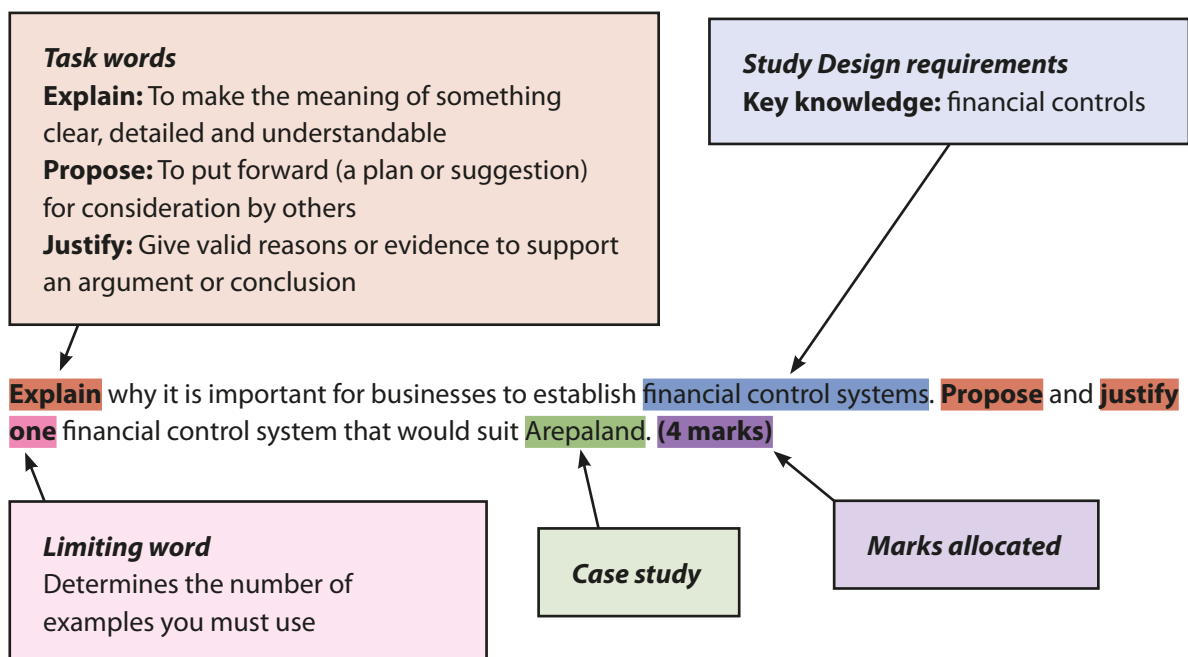 Task words
Explain: To make the meaning of something
clear, detailed and understandable
Propose: To put forward (a plan or suggestion)
for consideration by others
Justify: Give valid reasons or evidence to support
an argument or conclusion
Study Design requirements
Key knowledge: financial controls
Explain why it is important for businesses to establish financial control systems. Propose and justify
one financial control system that would suit Arepaland. (4 marks)
Limiting word
Determines the number of
examples you must use
Case study
Marks allocated